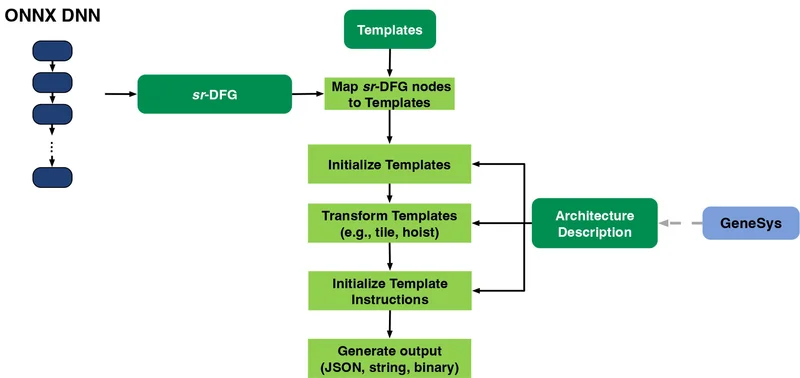 ONNX DNN
Templates
sr-DFG
Map sr-DFG nodes
to Templates
Initialize Templates
Transform Templates
(e.g., tile, hoist)
Architecture
Description
GeneSys
Initialize Template
Instructions
Generate output
(JSON, string, binary)